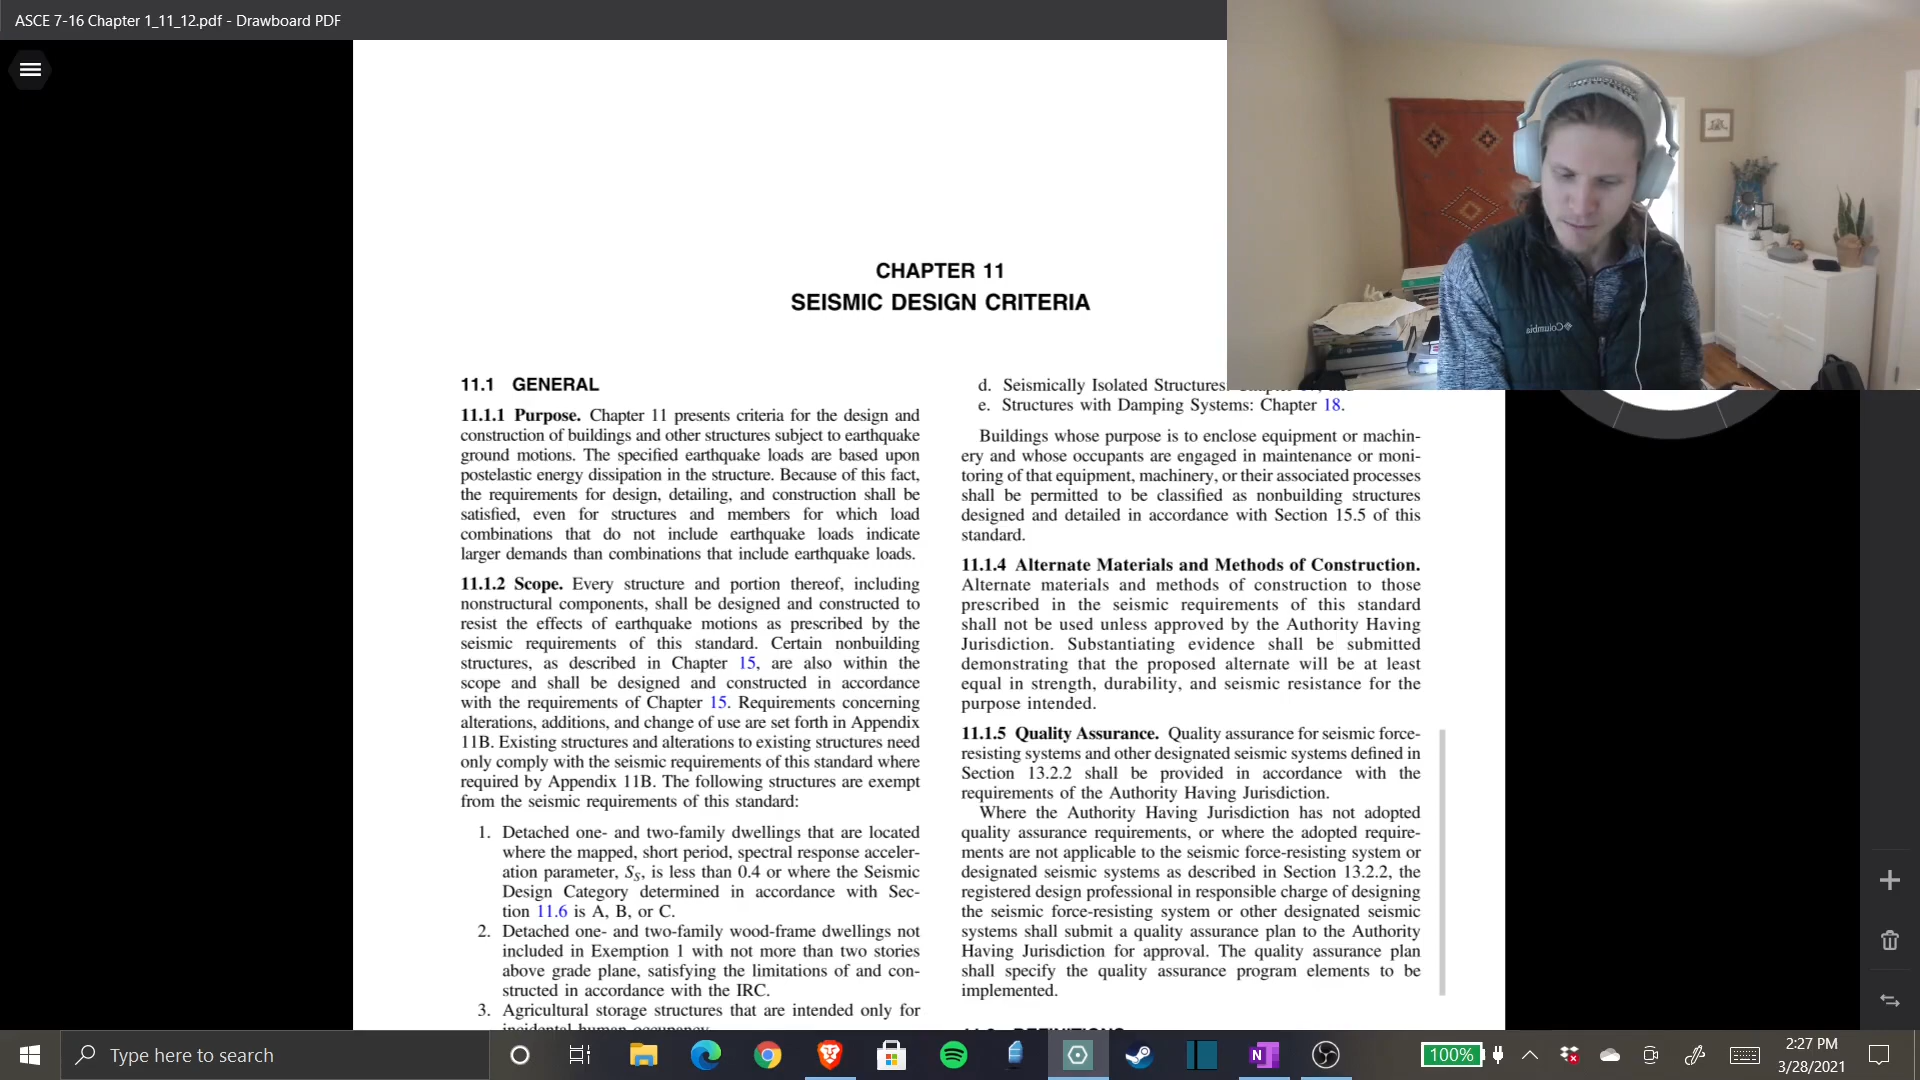 ASCE 7-16 Chapter 1_11_12.pdf - Drawboard PDF
CHAPTER 11
SEISMIC DESIGN CRITERIA
11.1 GENERAL
11.1.1 Purpose. Chapter 11 presents criteria for the design and
construction of buildings and other structures subject to earthquake
ground motions. The specified earthquake loads are based upon
postelastic energy dissipation in the structure. Because of this fact,
the requirements for design, detailing, and construction shall be
satisfied, even for structures and members for which load
combinations that do not include earthquake loads indicate
larger demands than combinations that include earthquake loads.
11.1.2 Scope. Every structure and portion thereof, including
nonstructural components, shall be designed and constructed to
resist the effects of earthquake motions as prescribed by the
seismic requirements of this standard. Certain nonbuilding
structures, as described in Chapter 15, are also within the
scope and shall be designed and constructed in accordance
with the requirements of Chapter 15. Requirements concerning
alterations, additions, and change of use are set forth in Appendix
11B. Existing structures and alterations to existing structures need
only comply with the seismic requirements of this standard where
required by Appendix 11B. The following structures are exempt
from the seismic requirements of this standard:
1. Detached one- and two-family dwellings that are located
where the mapped, short period, spectral response acceler-
ation parameter, SS, is less than 0.4 or where the Seismic
Design Category determined in accordance with Sec-
tion 11.6 is A, B, or C.
2. Detached one- and two-family wood-frame dwellings not
included in Exemption 1 with not more than two stories
above grade plane, satisfying the limitations of and con-
structed in accordance with the IRC.
3. Agricultural storage structures that are intended only for
incidental human occupancy.
d. Seismically Isolated Structures:
e. Structures with Damping Systems: Chapter 18.
Buildings whose purpose is to enclose equipment or machin-
ery and whose occupants are engaged in maintenance or moni-
toring of that equipment, machinery, or their associated processes
shall be permitted to be classified as nonbuilding structures
designed and detailed in accordance with Section 15.5 of this
standard.
11.1.4 Alternate Materials and Methods of Construction.
Alternate materials and methods of construction to those
prescribed in the seismic requirements of this standard
shall not be used unless approved by the Authority Having
Jurisdiction. Substantiating evidence shall be submitted
demonstrating that the proposed alternate will be at least
equal in strength, durability, and seismic resistance for the
purpose intended.
11.1.5 Quality Assurance. Quality assurance for seismic force-
resisting systems and other designated seismic systems defined in
Section 13.2.2 shall be provided in accordance with the
requirements of the Authority Having Jurisdiction.
Where the Authority Having Jurisdiction has not adopted
quality assurance requirements, or where the adopted require-
ments are not applicable to the seismic force-resisting system or
designated seismic systems as described in Section 13.2.2, the
registered design professional in responsible charge of designing
the seismic force-resisting system or other designated seismic
systems shall submit a quality assurance plan to the Authority
Having Jurisdiction for approval. The quality assurance plan
shall specify the quality assurance program elements to be
implemented.
Columbia
Type here to search
N
100%
2:27 PM
3/28/2021